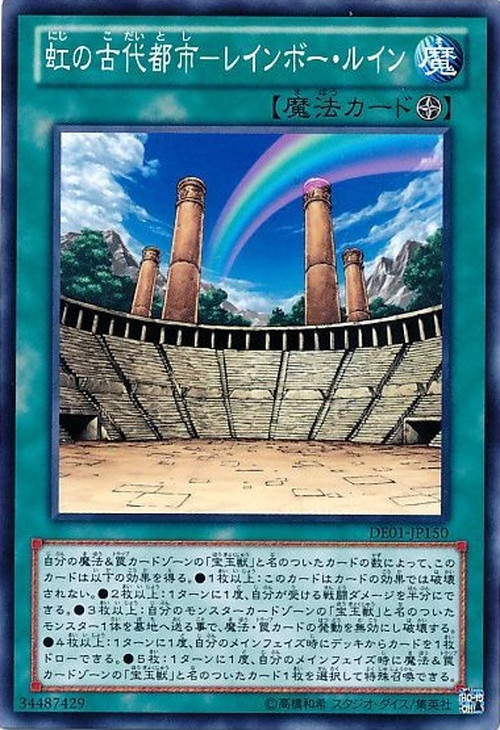 虹の古代都市－レインボー・ルイン
魔
【魔法カード】
DE01-JP150
自分の魔法&罠カードゾーンの「宝玉獣」と名のついたカードの数によって、この
カードは以下の効果を得る。●1枚以上：このカードはカードの効果では破壊
されない。●2枚以上：1ターンに1度、自分が受ける戦闘ダメージを半分にで
きる。●3枚以上：自分のモンスターカードゾーンの「宝玉獣」と名のついた
モンスター1体を墓地へ送る事で、魔法・罠カードの発動を無効にし破壊する。
●4枚以上：1ターンに1度、自分のメインフェイズ時にデッキからカードを1枚
ドローできる。●5枚：1ターンに1度、自分のメインフェイズ時に魔法&罠カー
ドゾーンの「宝玉獣」と名のついたカード1枚を選択して特殊召喚できる。
34487429
©高橋和希 スタジオ・ダイス/集英社